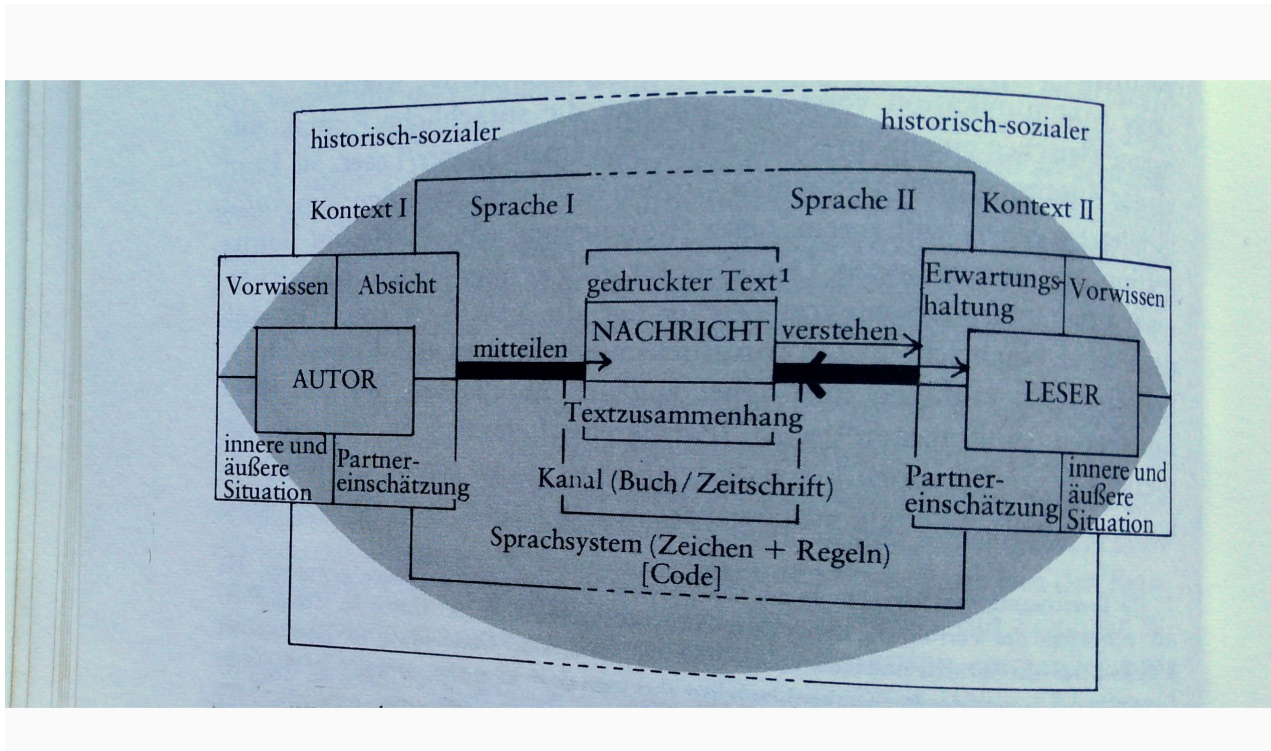 historisch-sozialer
historisch-sozialer
Kontext I
Sprache I
Sprache II
Kontext II
Vorwissen
Absicht
gedruckter Text¹
Erwartungs-
haltung
Vorwissen
mitteilen
NACHRICHT
verstehen
AUTOR
LESER
Textzusammenhang
innere und
äußere
Situation
Partner-
einschätzung
Kanal (Buch/Zeitschrift)
Partner-
einschätzung
innere und
äußere
Situation
Sprachsystem (Zeichen + Regeln)
[Code]